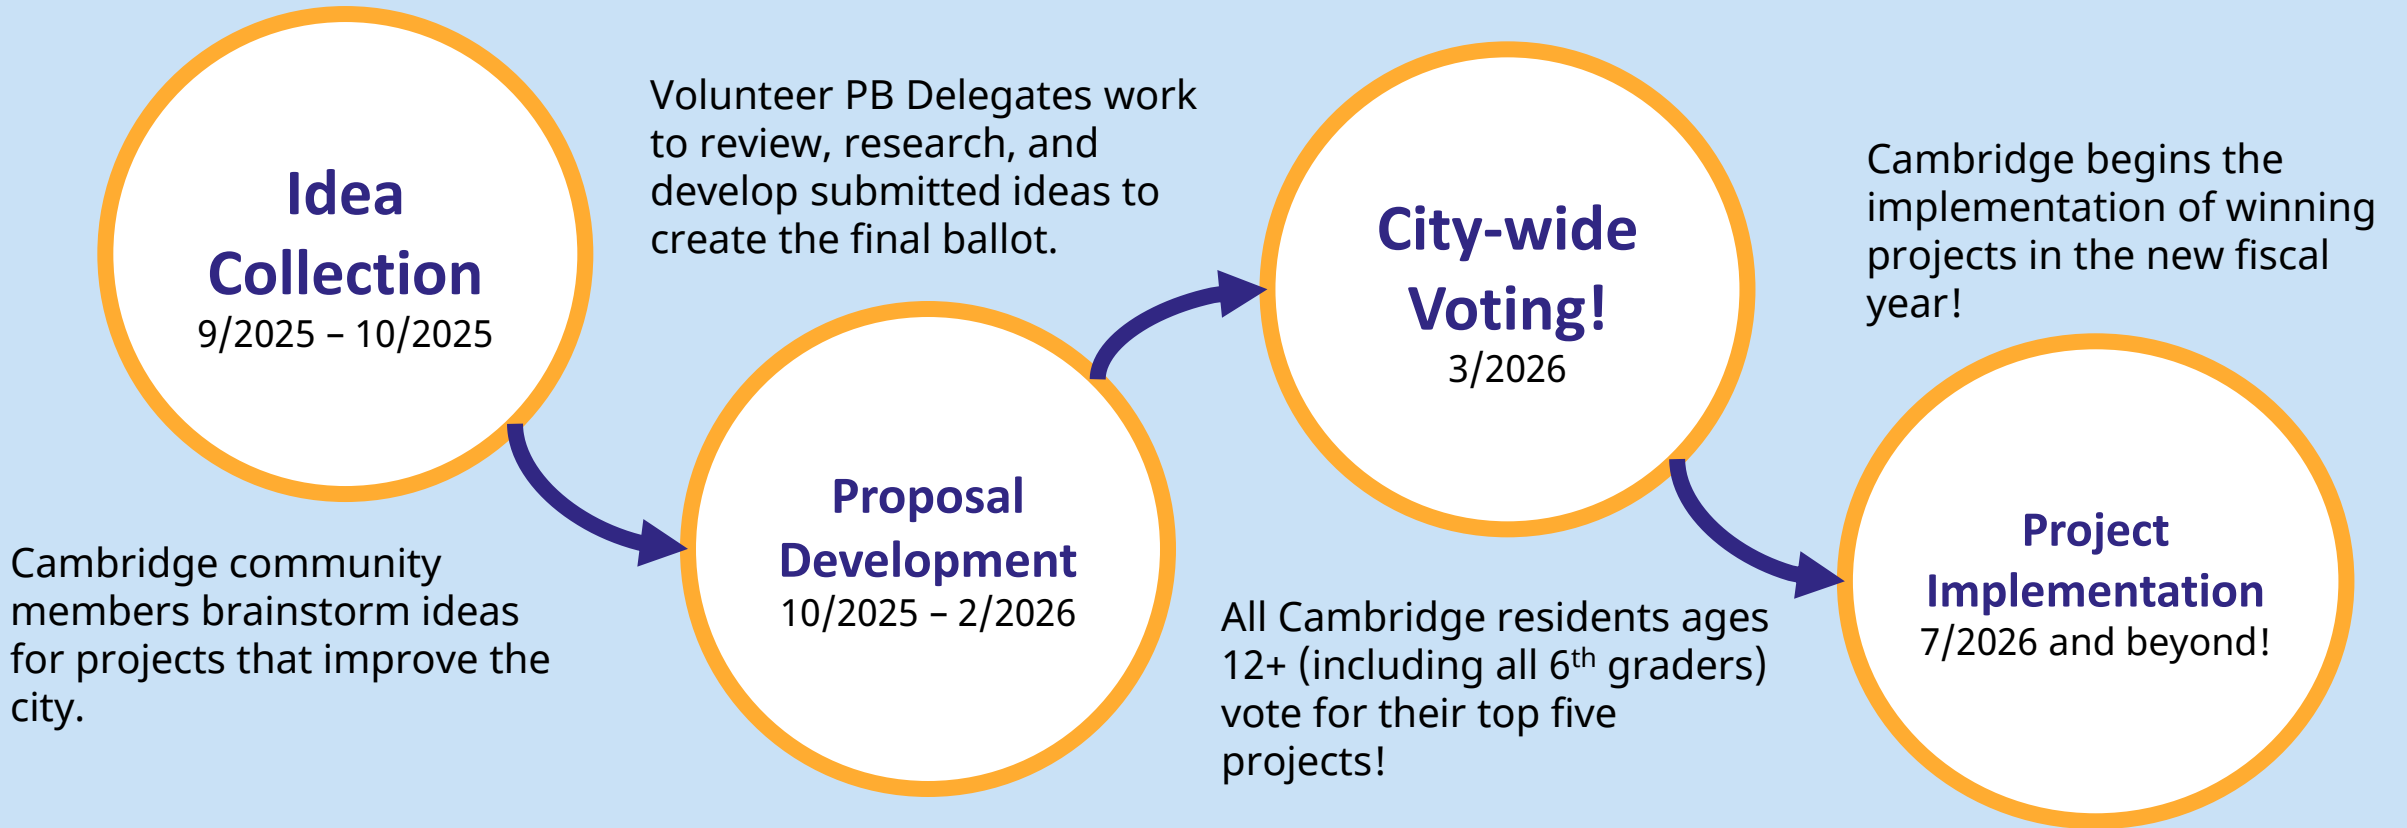 Idea
Collection
9/2025 – 10/2025
Cambridge community
members brainstorm ideas
for projects that improve the
city.
Volunteer PB Delegates work
to review, research, and
develop submitted ideas to
create the final ballot.
Proposal
Development
10/2025 – 2/2026
City-wide
Voting!
3/2026
All Cambridge residents ages
12+ (including all 6th graders)
vote for their top five
projects!
Cambridge begins the
implementation of winning
projects in the new fiscal
year!
Project
Implementation
7/2026 and beyond!